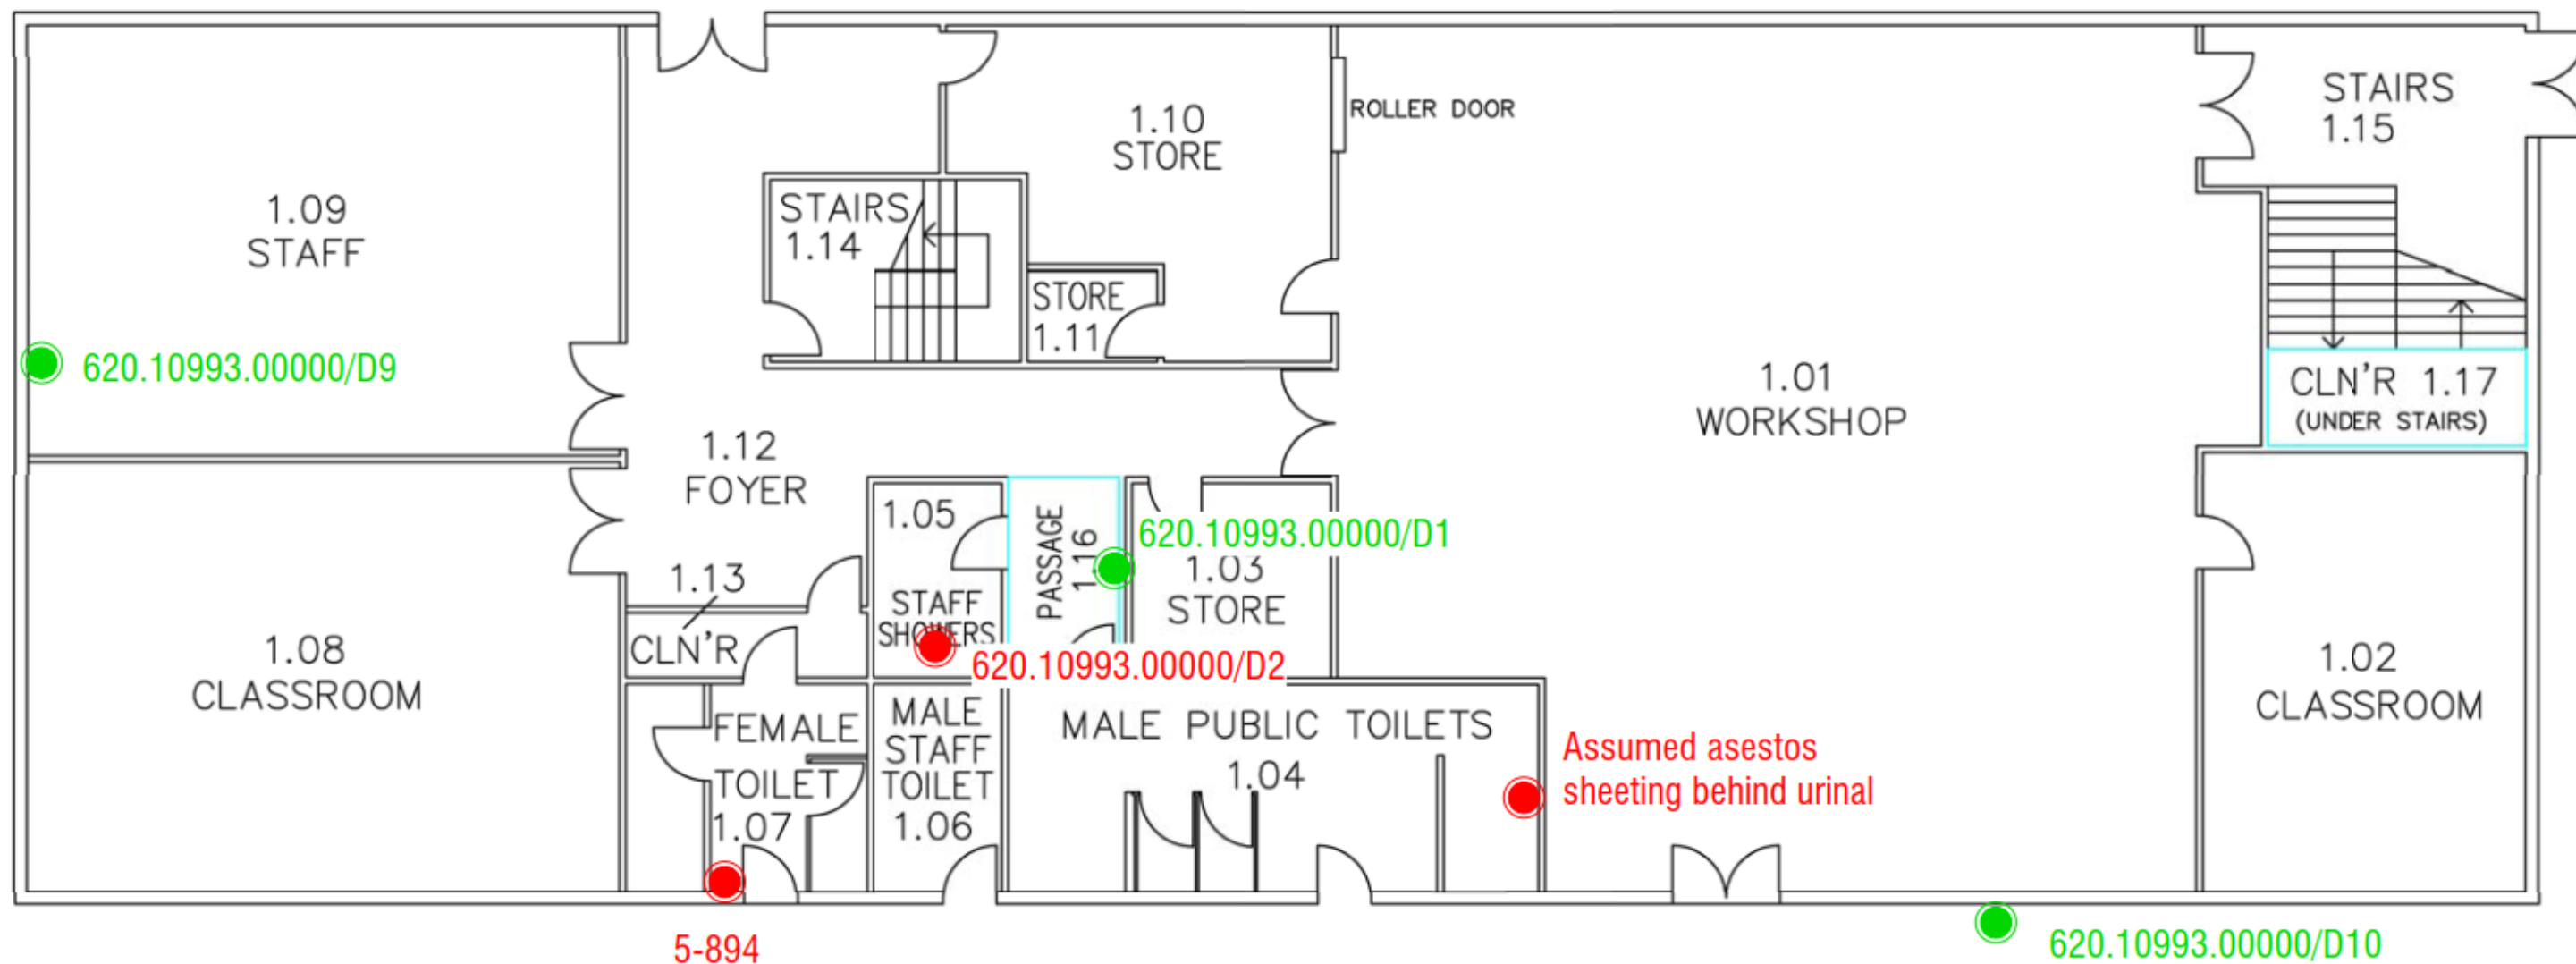 ROLLER DOOR
STAIRS
1.15
1.10
STORE
1.09
STAFF
STAIRS
1.14
STORE
1.11
620.10993.00000/D9
1.01
WORKSHOP
CLN'R 1.17
(UNDER STAIRS)
1.12
FOYER
1.05
STAFF
SHOWERS
PASSAGE
1.16
620.10993.00000/D1
1.03
STORE
1.13
CLN'R
620.10993.00000/D2
1.08
CLASSROOM
1.02
CLASSROOM
FEMALE
TOILET
1.07
MALE
STAFF
TOILET
1.06
MALE PUBLIC TOILETS
1.04
Assumed asestos
sheeting behind urinal
5-894
620.10993.00000/D10